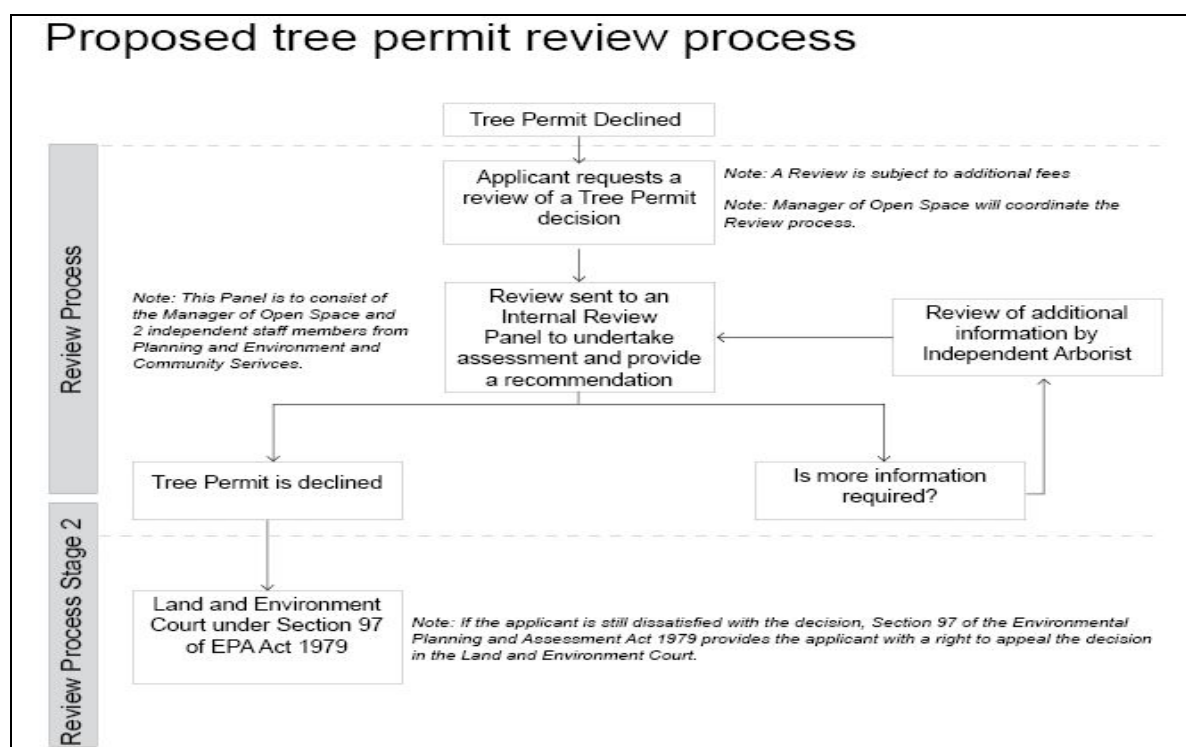 Proposed tree permit review process
Tree Permit Declined
Review Process
Applicant requests a
review of a Tree Permit
decision
Note: A Review is subject to additional fees
Note: Manager of Open Space will coordinate the
Review process.
Note: This Panel is to consist of
the Manager of Open Space and
2 independent staff members from
Planning and Environment and
Community Serivces.
Review sent to an
Internal Review
Panel to undertake
assessment and provide
a recommendation
Review of additional
information by
Independent Arborist
Tree Permit is declined
Is more information
required?
Review Process Stage 2
Land and Environment
Court under Section 97
of EPA Act 1979
Note: If the applicant is still dissatisfied with the decision, Section 97 of the Environmental
Planning and Assessment Act 1979 provides the applicant with a right to appeal the decision
in the Land and Environment Court.